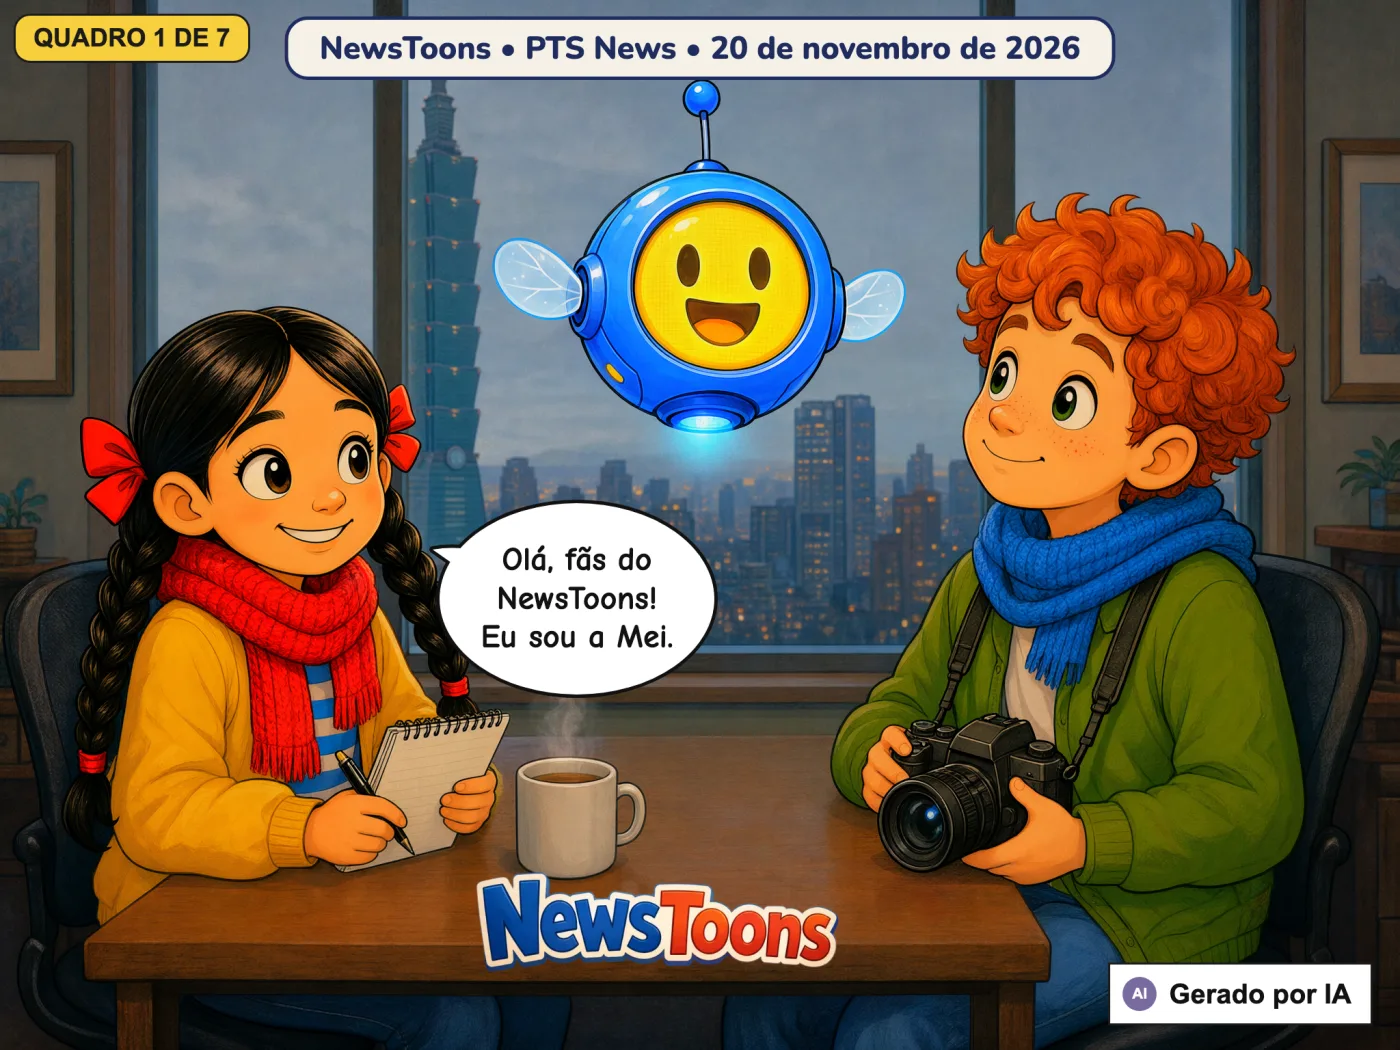 QUADRO 1 DE 7
NewsToons • PTS News • 20 de novembro de 2026
Olá, fãs do
NewsToons!
Eu sou a Mei.
NewsToons
AI Gerado por IA